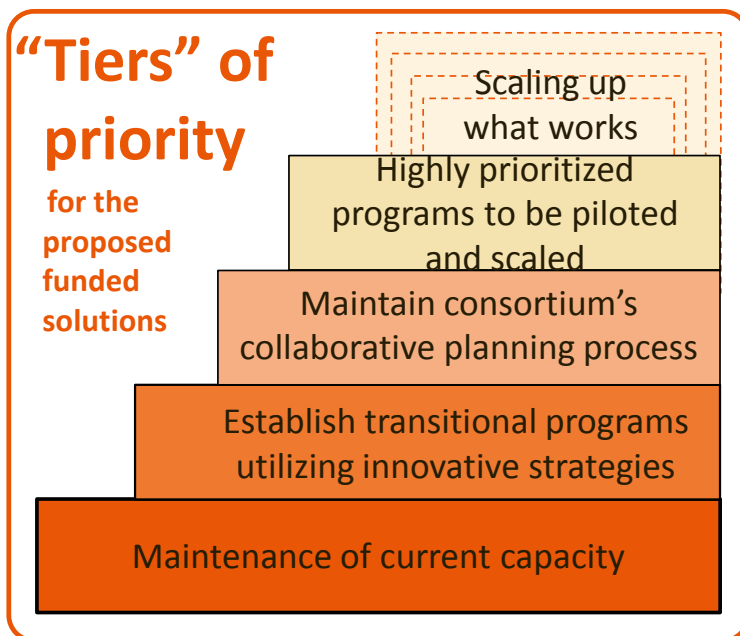 “Tiers” of
priority
for the
proposed
funded
solutions
Scaling up
what works
Highly prioritized
programs to be piloted
and scaled
Maintain consortium’s
collaborative planning process
Establish transitional programs
utilizing innovative strategies
Maintenance of current capacity